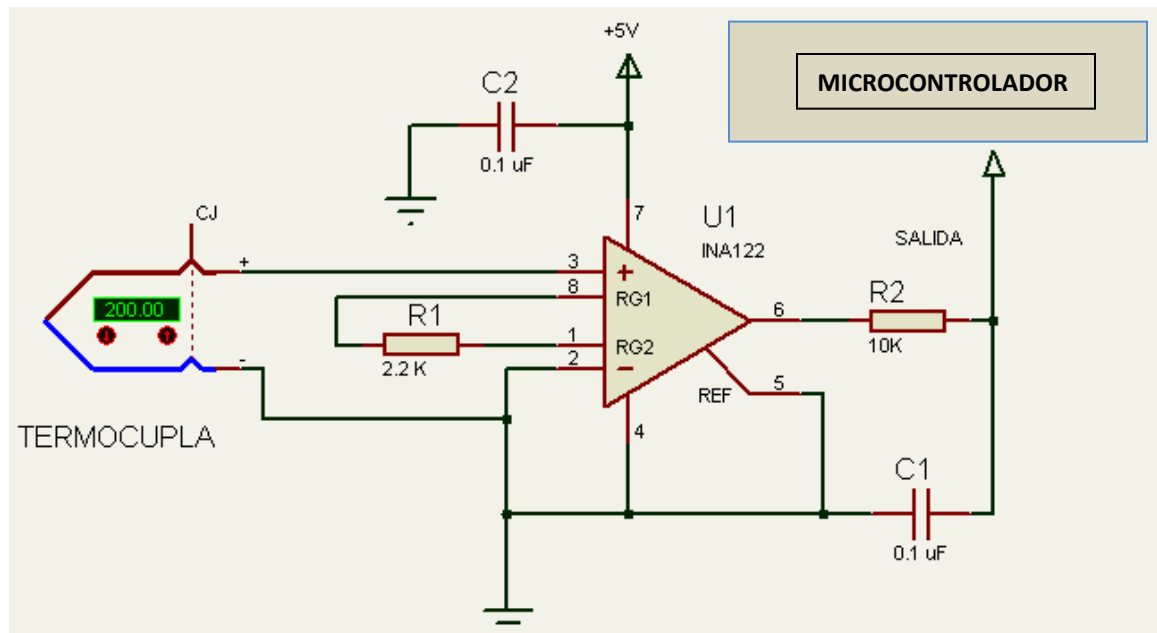 +5V
MICROCONTROLADOR
C2
0.1 uF
7
U1
INA122
CJ
SALIDA
+
3
+
8
RG1
200.00
R1
6
R2
1
RG2
10K
2.2 K
2
-
-
REF
5
TERMOCUPLA
4
C1
0.1 uF